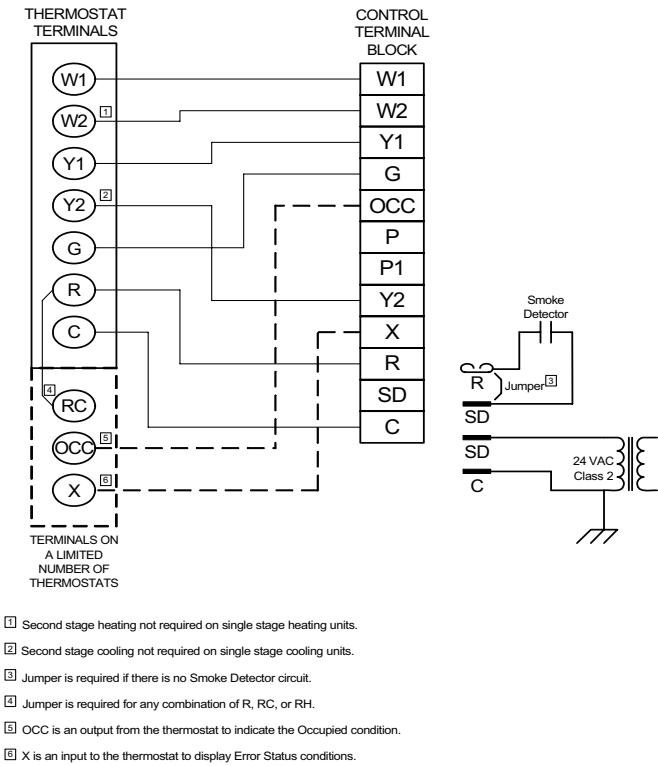 THERMOSTAT
TERMINALS
CONTROL
TERMINAL
BLOCK
W1
W2
1
Y1
Y2
2
G
R
C
4
RC
OCC
5
X
6
TERMINALS ON
A LIMITED
NUMBER OF
THERMOSTATS
W1
W2
Y1
G
OCC
P
P1
Y2
X
R
SD
C
Smoke
Detector
R
Jumper 3
SD
SD
C
24 VAC
Class 2
1 Second stage heating not required on single stage heating units.
2 Second stage cooling not required on single stage cooling units.
3 Jumper is required if there is no Smoke Detector circuit.
4 Jumper is required for any combination of R, RC, or RH.
5 OCC is an output from the thermostat to indicate the Occupied condition.
6 X is an input to the thermostat to display Error Status conditions.